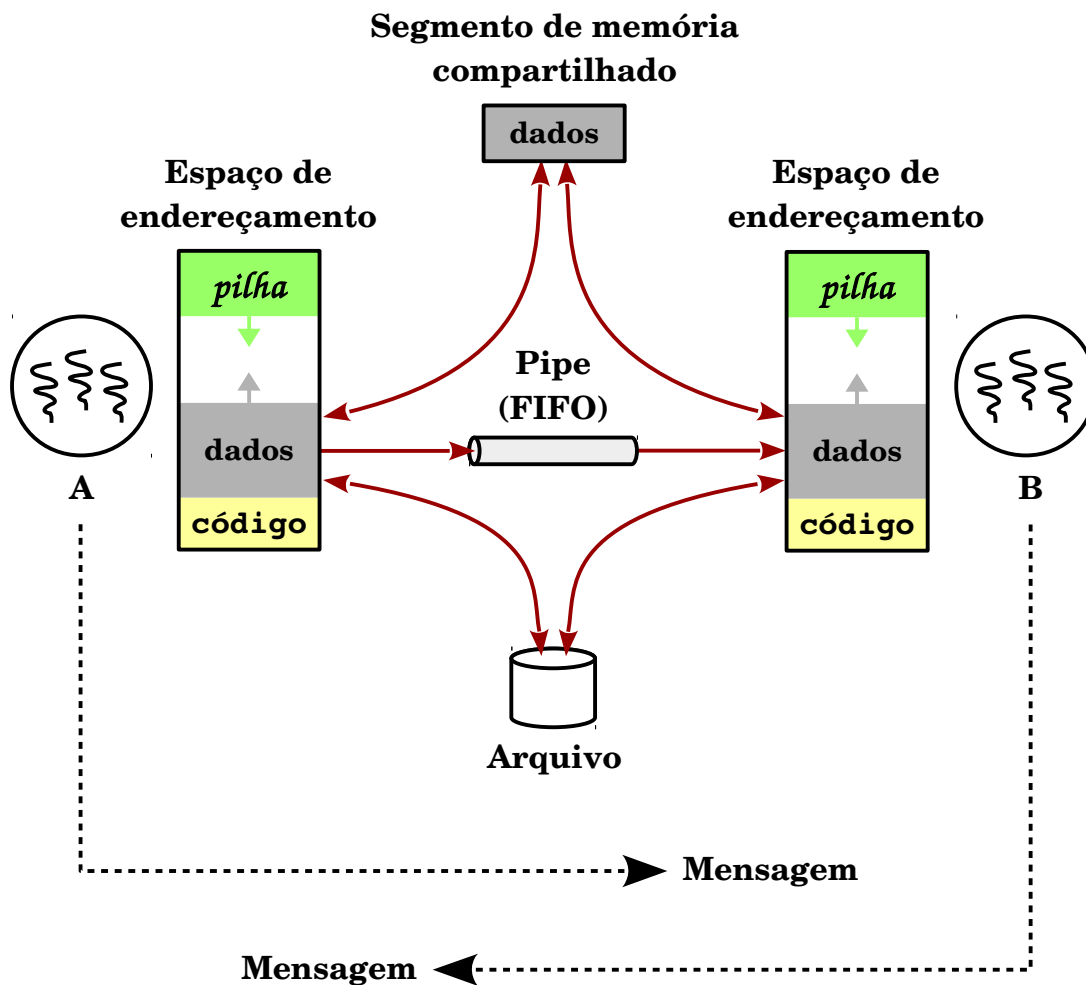 Segmento de memória
compartilhado
dados
Espaço de
endereçamento
Espaço de
endereçamento
pilha
pilha
Pipe
(FIFO)
dados
dados
A
B
código
código
Arquivo
Mensagem
Mensagem